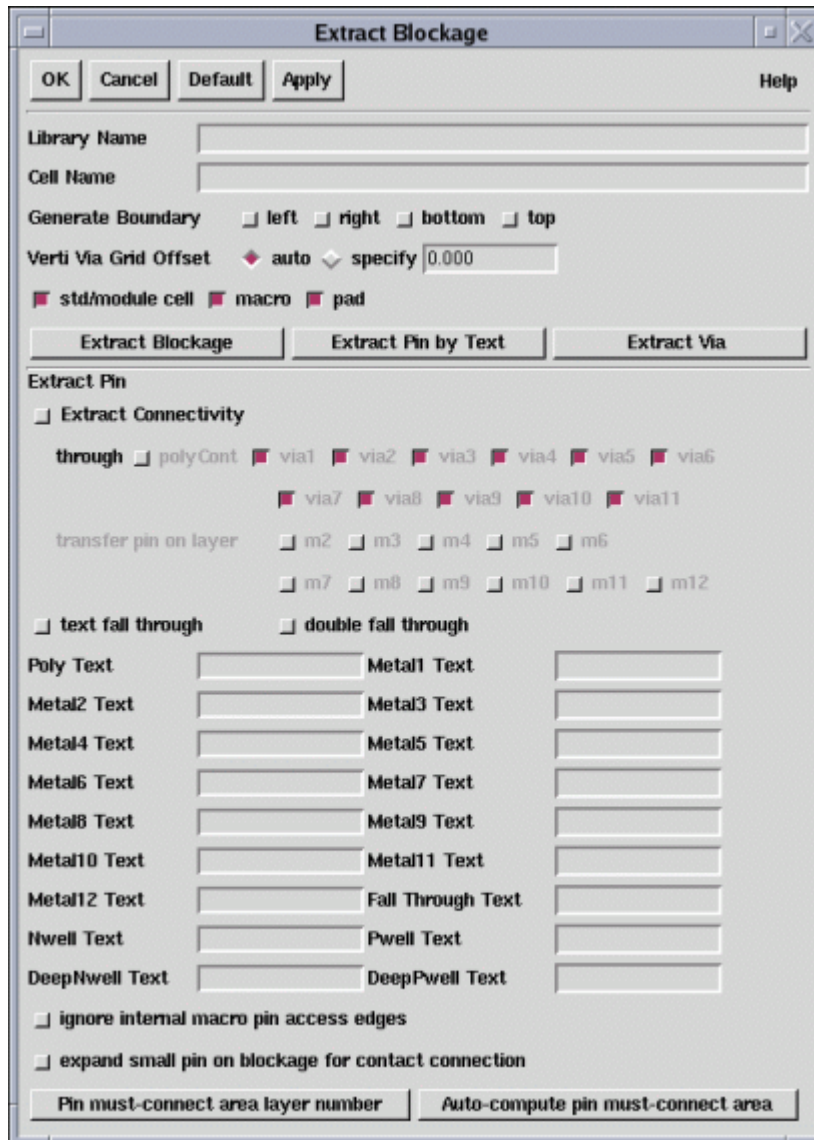 Extract Blockage
OK Cancel Default Apply Help
Library Name
Cell Name
Generate Boundary left right bottom top
Verti Via Grid Offset auto specify 0.000
std/module cell macro pad
Extract Blockage Extract Pin by Text Extract Via
Extract Pin
Extract Connectivity
through polyCont via1 via2 via3 via4 via5 via6
via7 via8 via9 via10 via11
transfer pin on layer m2 m3 m4 m5 m6
m7 m8 m9 m10 m11 m12
text fall through double fall through
Poly Text Metal1 Text
Metal2 Text Metal3 Text
Metal4 Text Metal5 Text
Metal6 Text Metal7 Text
Metal8 Text Metal9 Text
Metal10 Text Metal11 Text
Metal12 Text Fall Through Text
Nwell Text Pwell Text
DeepNwell Text DeepPwell Text
ignore internal macro pin access edges
expand small pin on blockage for contact connection
Pin must-connect area layer number Auto-compute pin must-connect area